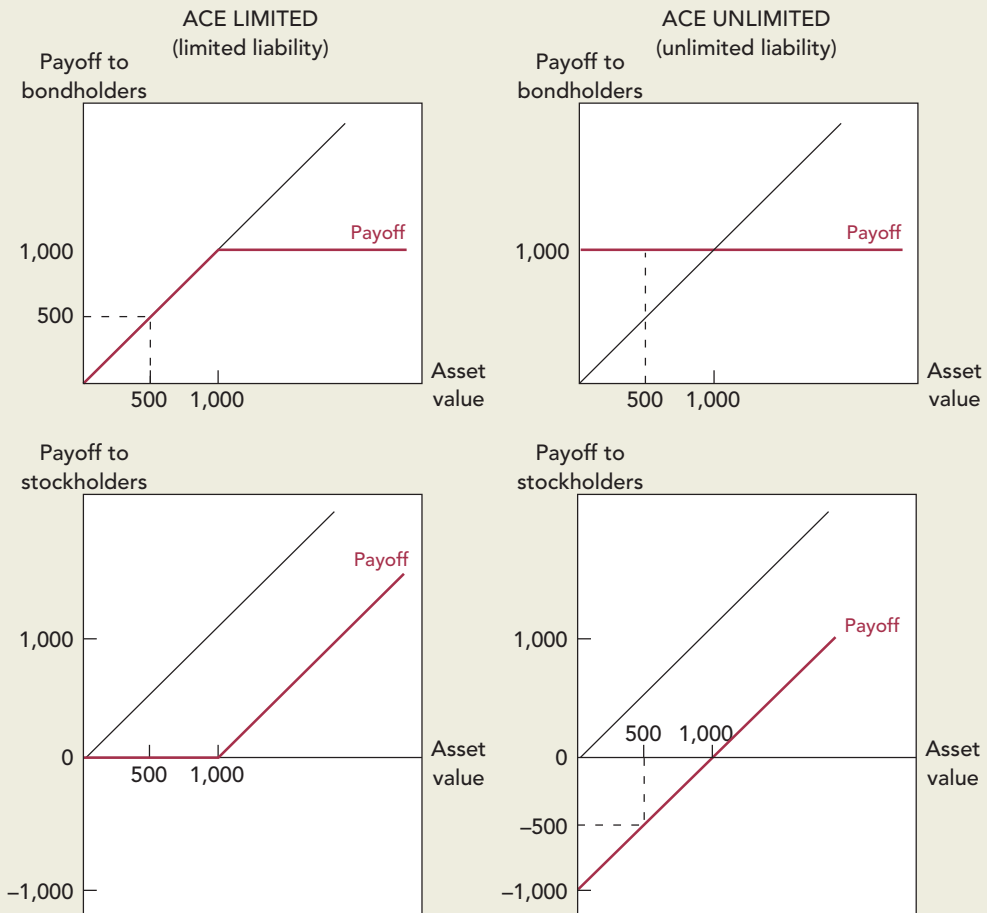 ACE LIMITED
(limited liability)
Payoff to
bondholders
Payoff
1,000
500
500 1,000
Asset
value
ACE UNLIMITED
(unlimited liability)
Payoff to
bondholders
Payoff
1,000
500 1,000
Asset
value
Payoff to
stockholders
Payoff
1,000
0
500 1,000
Asset
value
–1,000
Payoff to
stockholders
Payoff
1,000
500 1,000
0
Asset
value
–500
–1,000